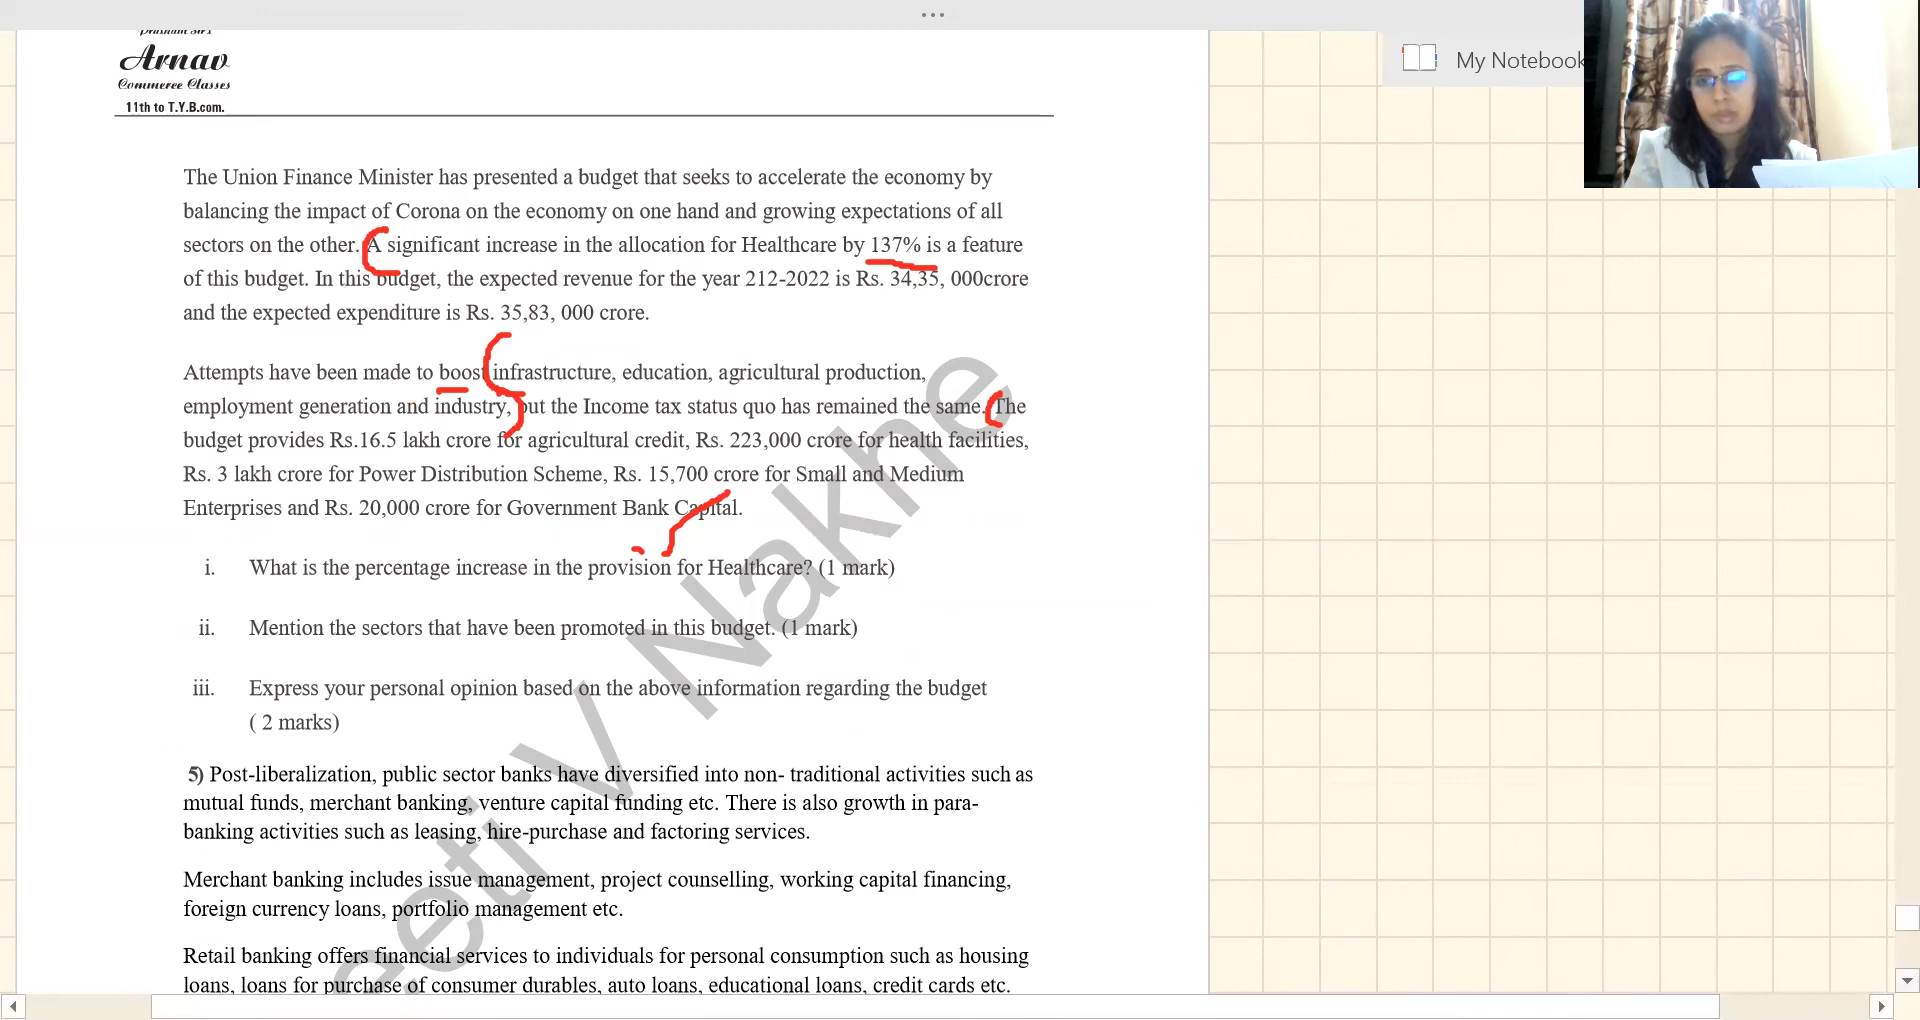 Arnav
Commerce Classes
11th to T.Y.B.com.
My Notebook
The Union Finance Minister has presented a budget that seeks to accelerate the economy by
balancing the impact of Corona on the economy on one hand and growing expectations of all
sectors on the other. A significant increase in the allocation for Healthcare by 137% is a feature
of this budget. In this budget, the expected revenue for the year 212-2022 is Rs. 34,35, 000crore
and the expected expenditure is Rs. 35,83, 000 crore.
Attempts have been made to boost infrastructure, education, agricultural production,
employment generation and industry, but the Income tax status quo has remained the same. The
budget provides Rs.16.5 lakh crore for agricultural credit, Rs. 223,000 crore for health facilities,
Rs. 3 lakh crore for Power Distribution Scheme, Rs. 15,700 crore for Small and Medium
Enterprises and Rs. 20,000 crore for Government Bank Capital.
i. What is the percentage increase in the provision for Healthcare? (1 mark)
ii. Mention the sectors that have been promoted in this budget. (1 mark)
iii. Express your personal opinion based on the above information regarding the budget
( 2 marks)
5) Post-liberalization, public sector banks have diversified into non- traditional activities such as
mutual funds, merchant banking, venture capital funding etc. There is also growth in para-
banking activities such as leasing, hire-purchase and factoring services.
Merchant banking includes issue management, project counselling, working capital financing,
foreign currency loans, portfolio management etc.
Retail banking offers financial services to individuals for personal consumption such as housing
loans, loans for purchase of consumer durables, auto loans, educational loans, credit cards etc.
eeti V Nakhe